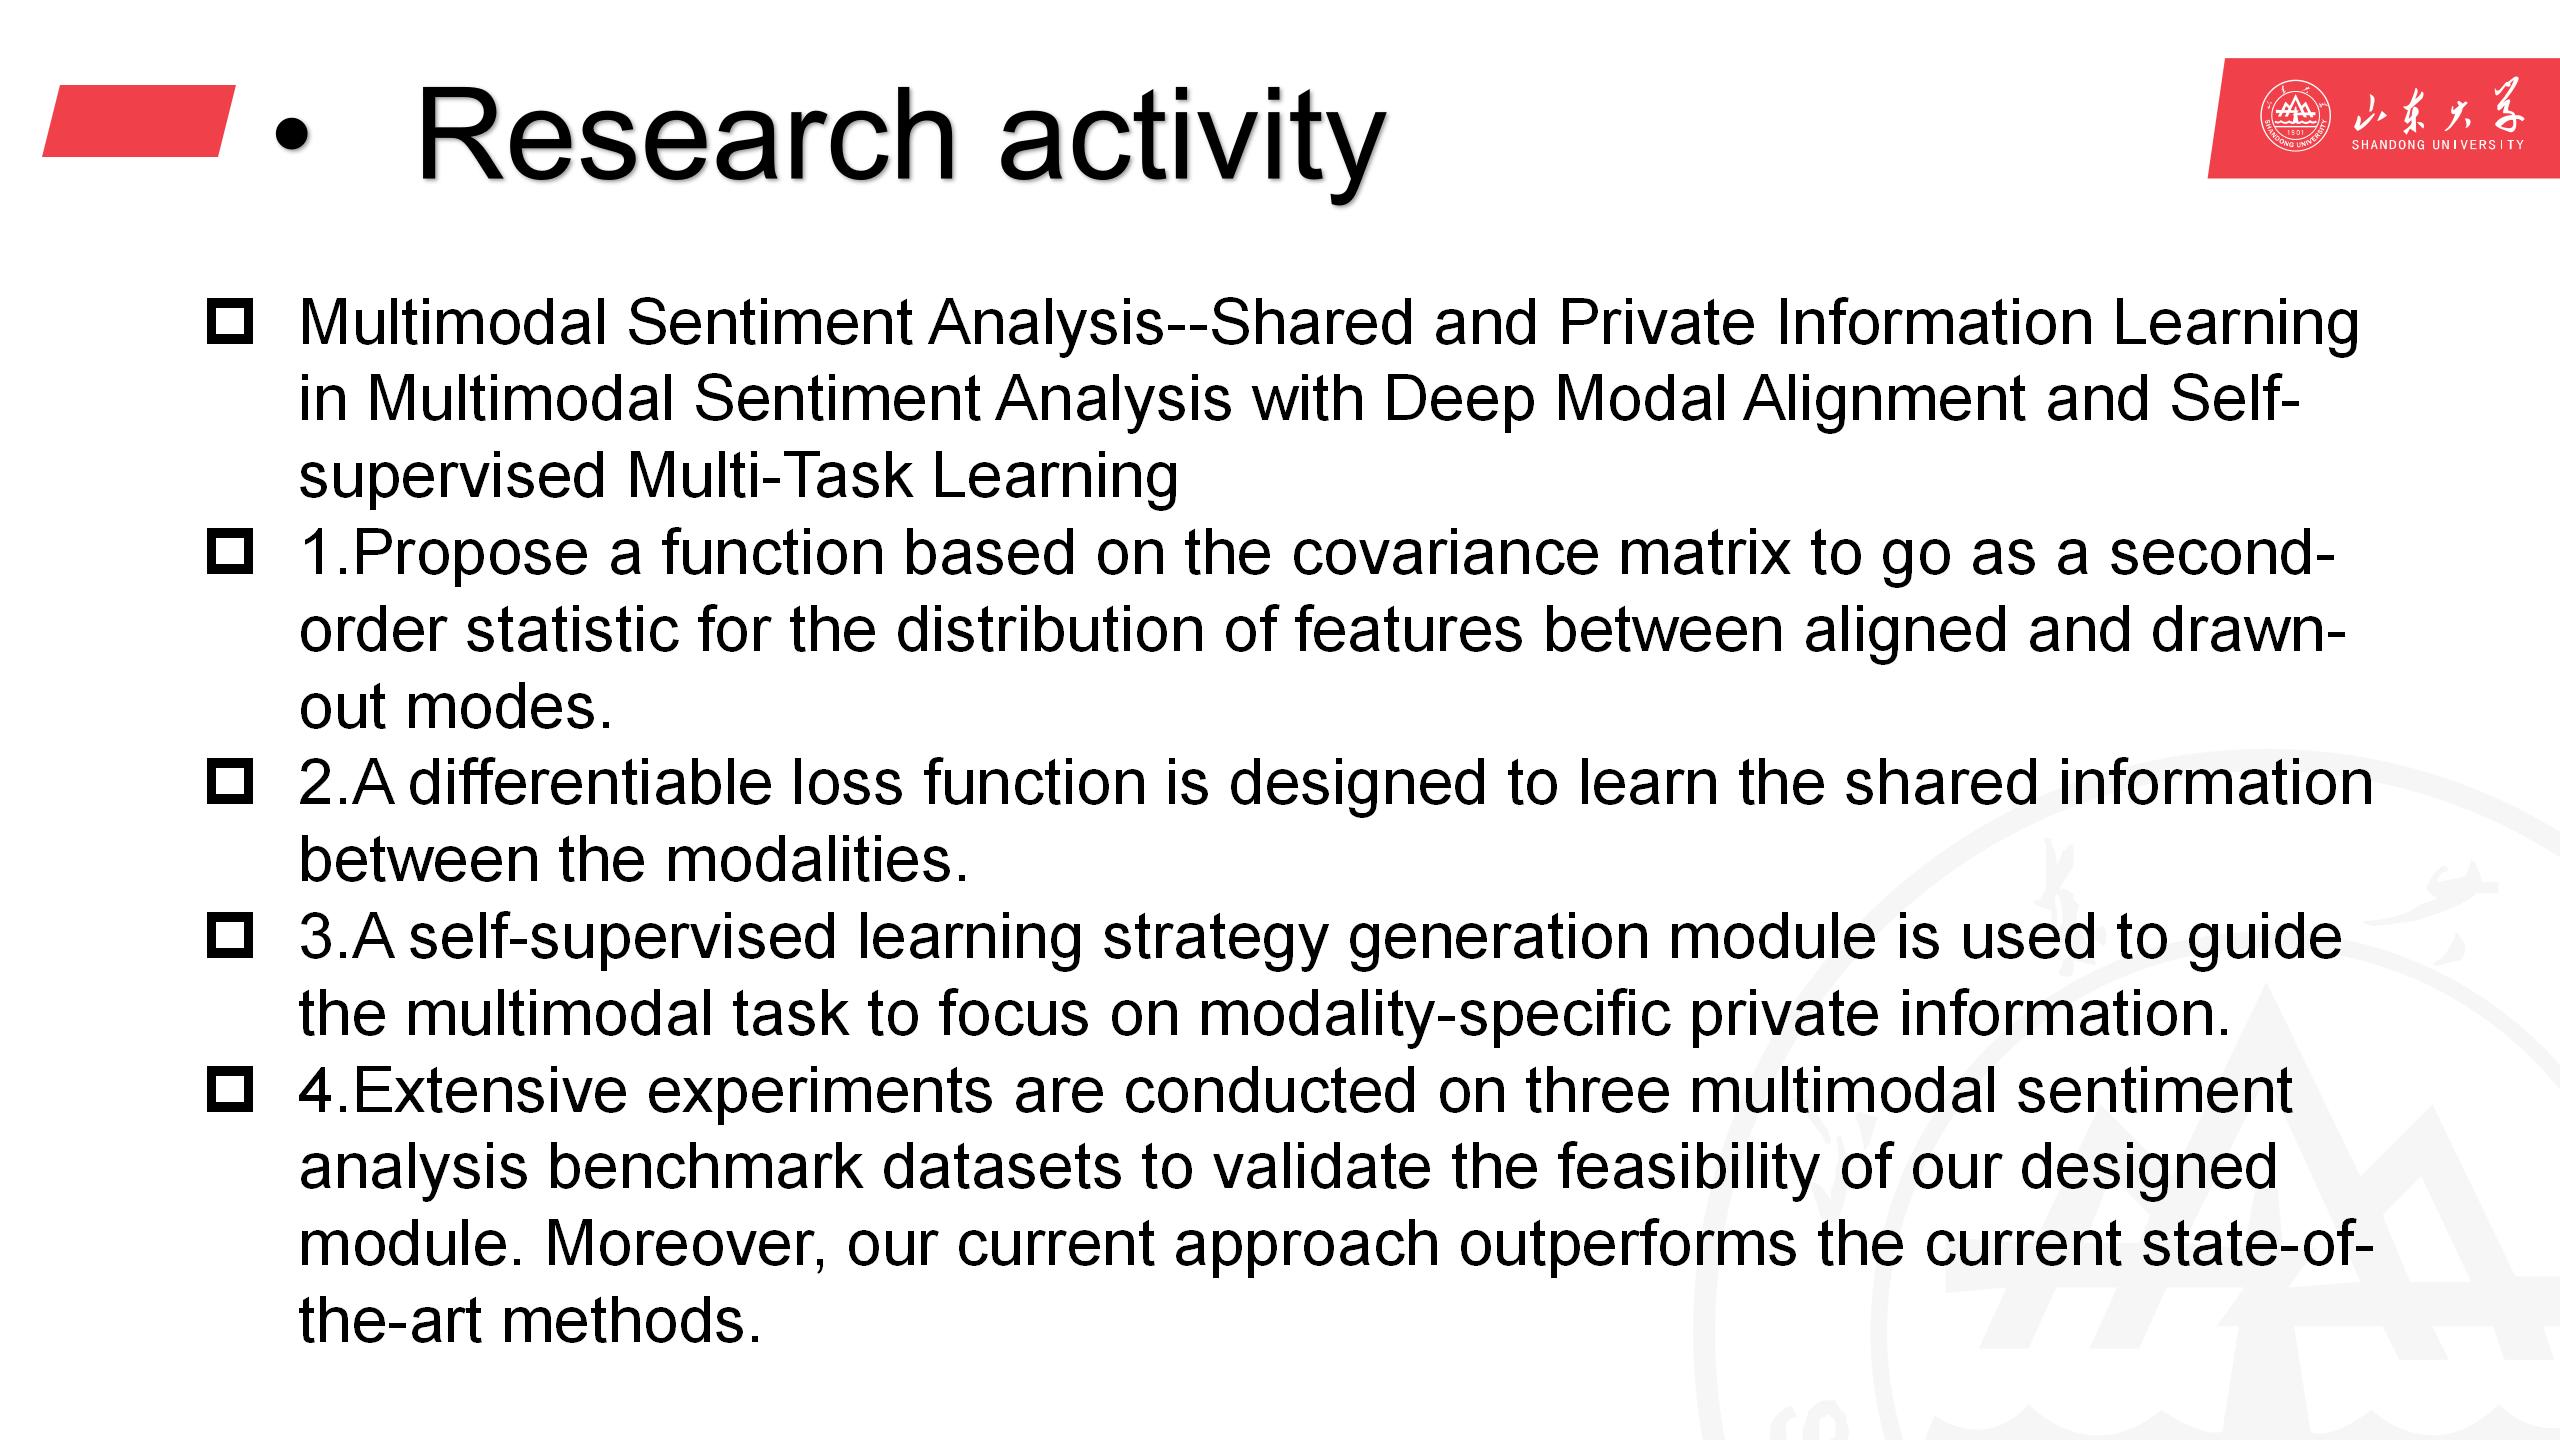 • Research activity
山东大学
SHANDONG UNIVERSITY
SHANDONG UNIVERSITY
1901
Multimodal Sentiment Analysis--Shared and Private Information Learning
in Multimodal Sentiment Analysis with Deep Modal Alignment and Self-
supervised Multi-Task Learning
1.Propose a function based on the covariance matrix to go as a second-
order statistic for the distribution of features between aligned and drawn-
out modes.
2.A differentiable loss function is designed to learn the shared information
between the modalities.
3.A self-supervised learning strategy generation module is used to guide
the multimodal task to focus on modality-specific private information.
4.Extensive experiments are conducted on three multimodal sentiment
analysis benchmark datasets to validate the feasibility of our designed
module. Moreover, our current approach outperforms the current state-of-
the-art methods.